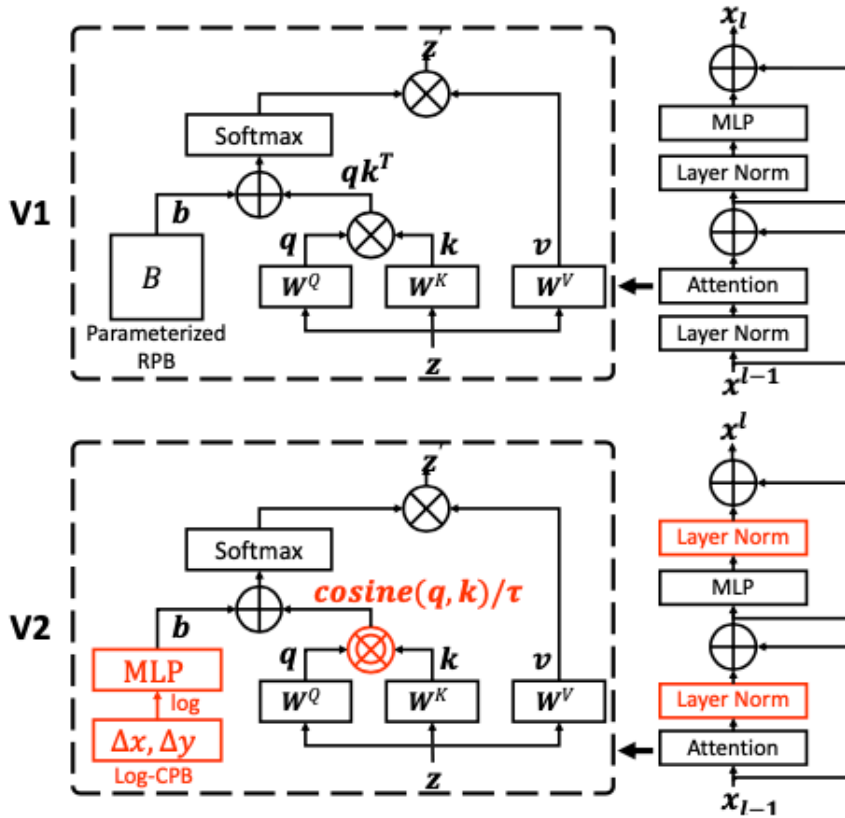 V1
z'
Softmax
qkᵀ
b
q
k
v
B
W^Q
W^K
W^V
Parameterized
RPB
z
x_l
MLP
Layer Norm
Attention
Layer Norm
x^{l-1}
V2
z'
Softmax
cosine(q, k)/τ
b
q
k
v
MLP
W^Q
W^K
W^V
log
Δx, Δy
Log-CPB
z
x^l
Layer Norm
MLP
Layer Norm
Attention
x_{l-1}